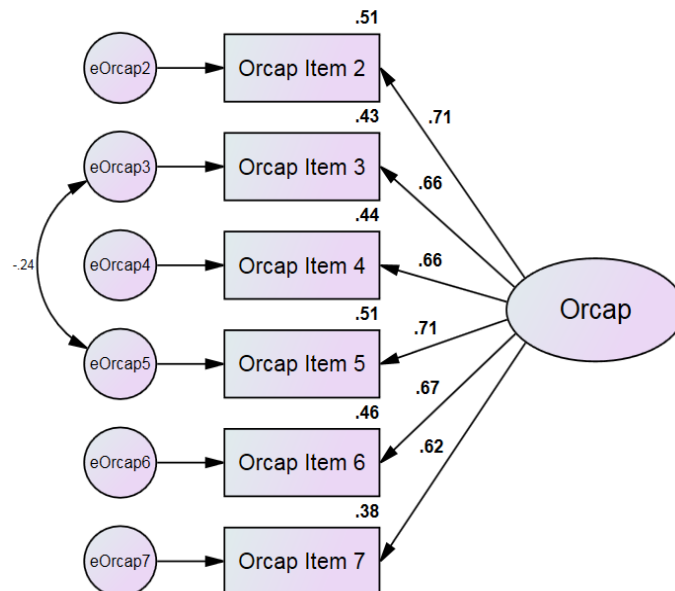 .51
eOrcap2
Orcap Item 2
.71
.43
eOrcap3
Orcap Item 3
.66
.44
-.24
eOrcap4
Orcap Item 4
.66
Orcap
.51
eOrcap5
Orcap Item 5
.71
.46
.67
eOrcap6
Orcap Item 6
.62
.38
eOrcap7
Orcap Item 7